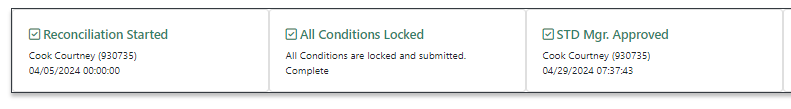 Reconciliation Started
Cook Courtney (930735)
04/05/2024 00:00:00
All Conditions Locked
All Conditions are locked and submitted.
Complete
STD Mgr. Approved
Cook Courtney (930735)
04/29/2024 07:37:43